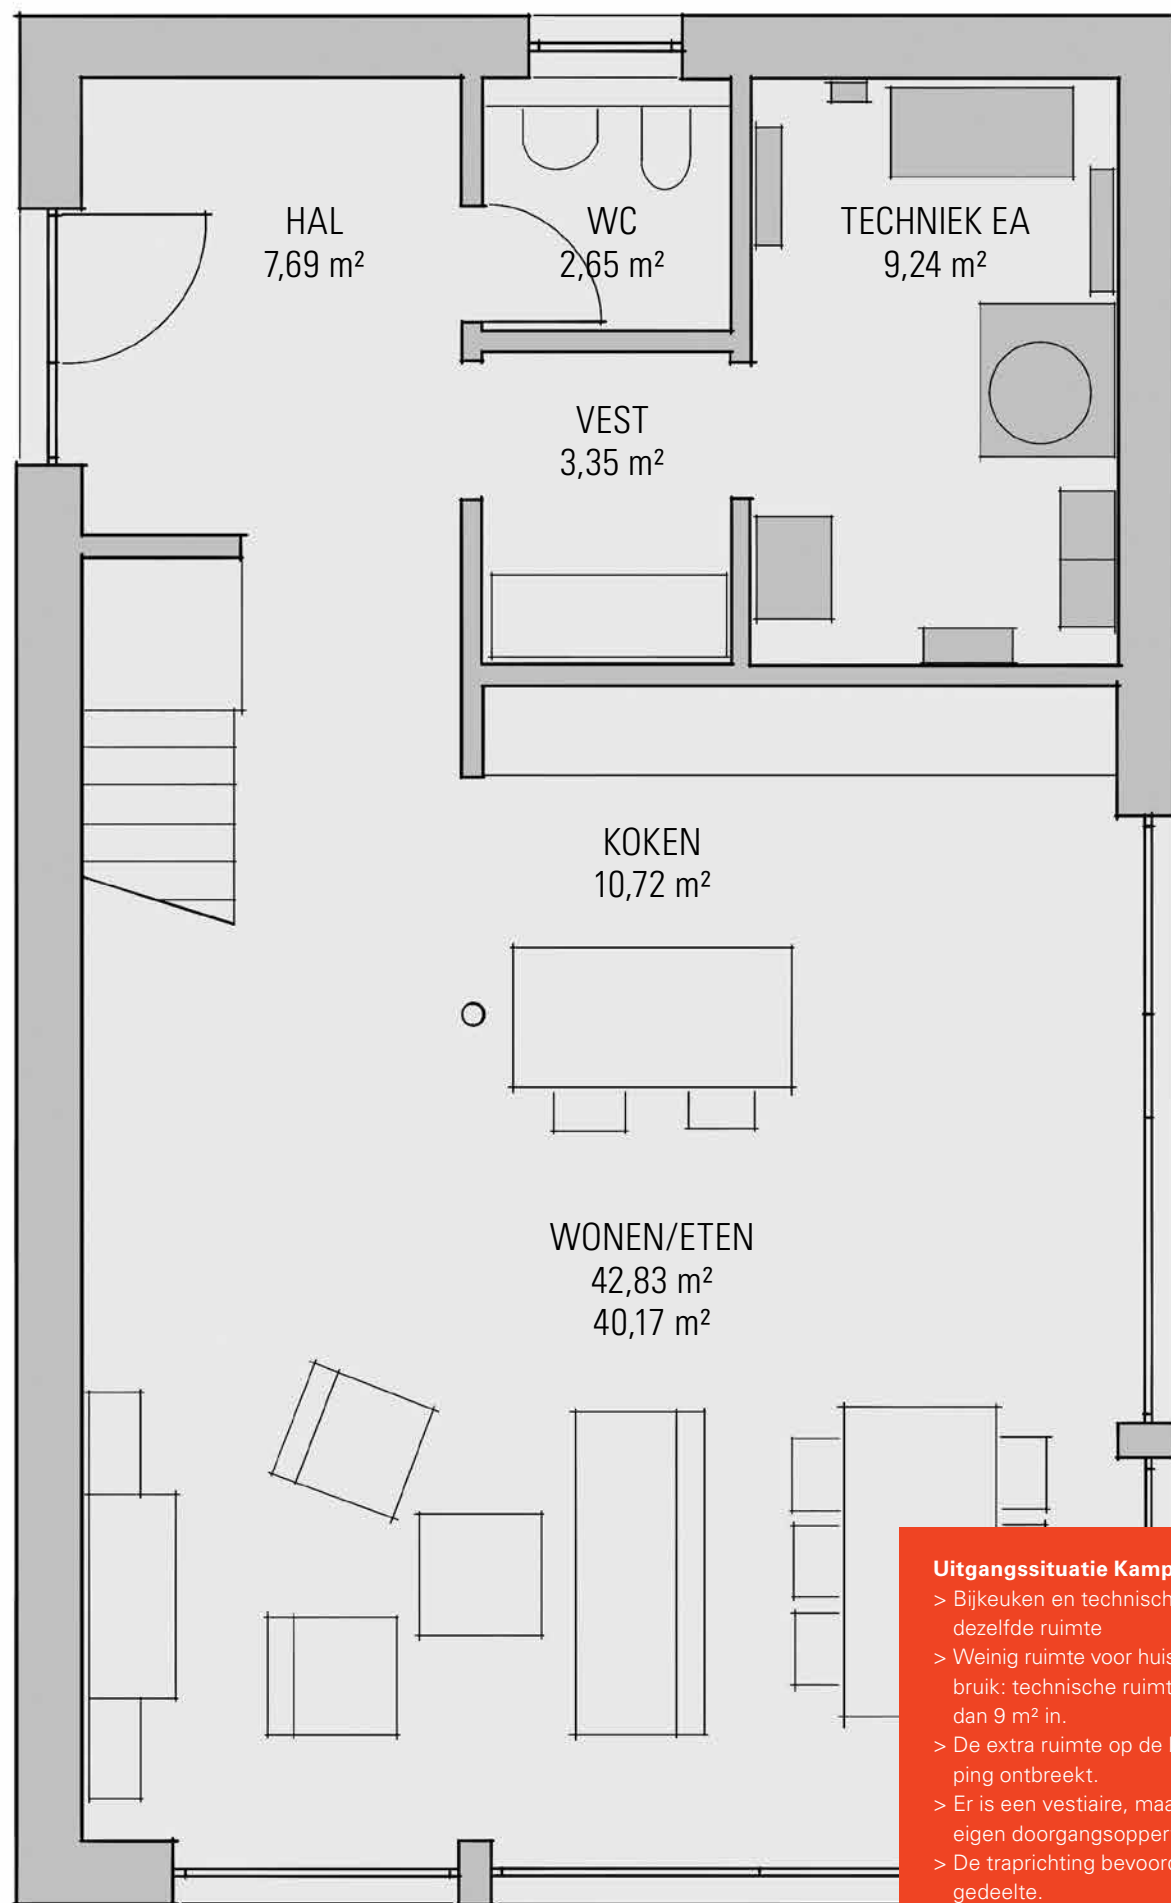 HAL
7,69 m²
WC
2,65 m²
TECHNIEK EA
9,24 m²
VEST
3,35 m²
KOKEN
10,72 m²
WONEN/ETEN
42,83 m²
40,17 m²
Uitgangssituatie Kamp
> Bijkeuken en technisch
dezelfde ruimte
> Weinig ruimte voor huis
bruik: technische ruimt
dan 9 m² in.
> De extra ruimte op de
ping ontbreekt.
> Er is een vestiaire, maa
eigen doorgangsopper
> De traprichting bevoor
gedeelte.